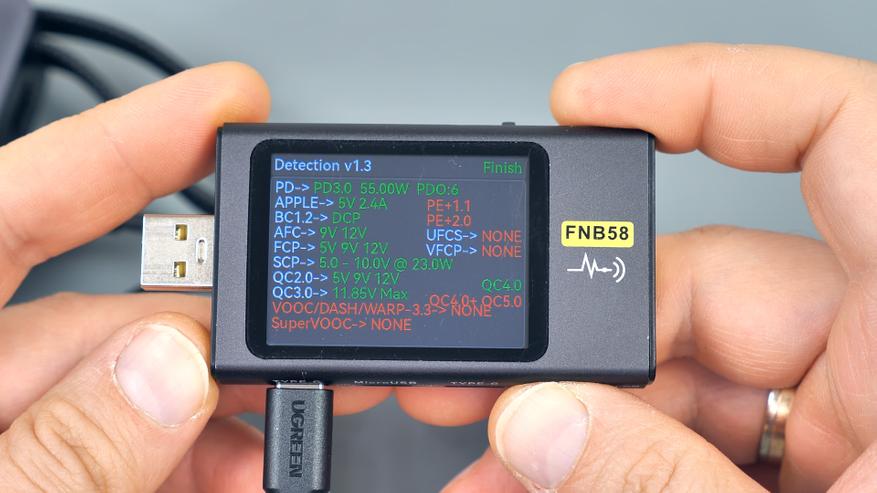 Detection v1.3 Finish
PD-> PD3.0 55.00W PDO:6
APPLE-> 5V 2.4A PE+1.1
BC1.2-> DCP PE+2.0
AFC-> 9V 12V UFCS-> NONE
FCP-> 5V 9V 12V VFCP-> NONE
SCP-> 5.0 - 10.0V @ 23.0W
QC2.0-> 5V 9V 12V QC4.0
QC3.0-> 11.85V Max QC4.0+ QC5.0
VOOC/DASH/WARP-3.3-> NONE
SuperVOOC-> NONE
FNB58
TYPE-C MicroUSB TYPE-C
UGREEN